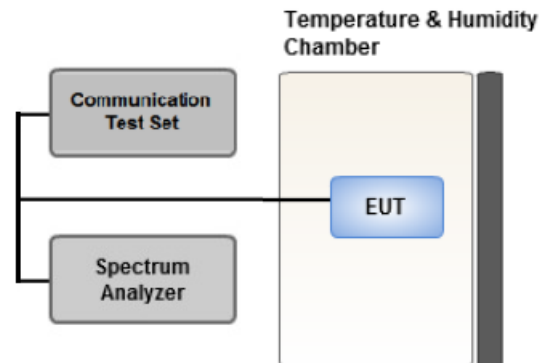 Temperature & Humidity
Chamber
Communication
Test Set
EUT
Spectrum
Analyzer